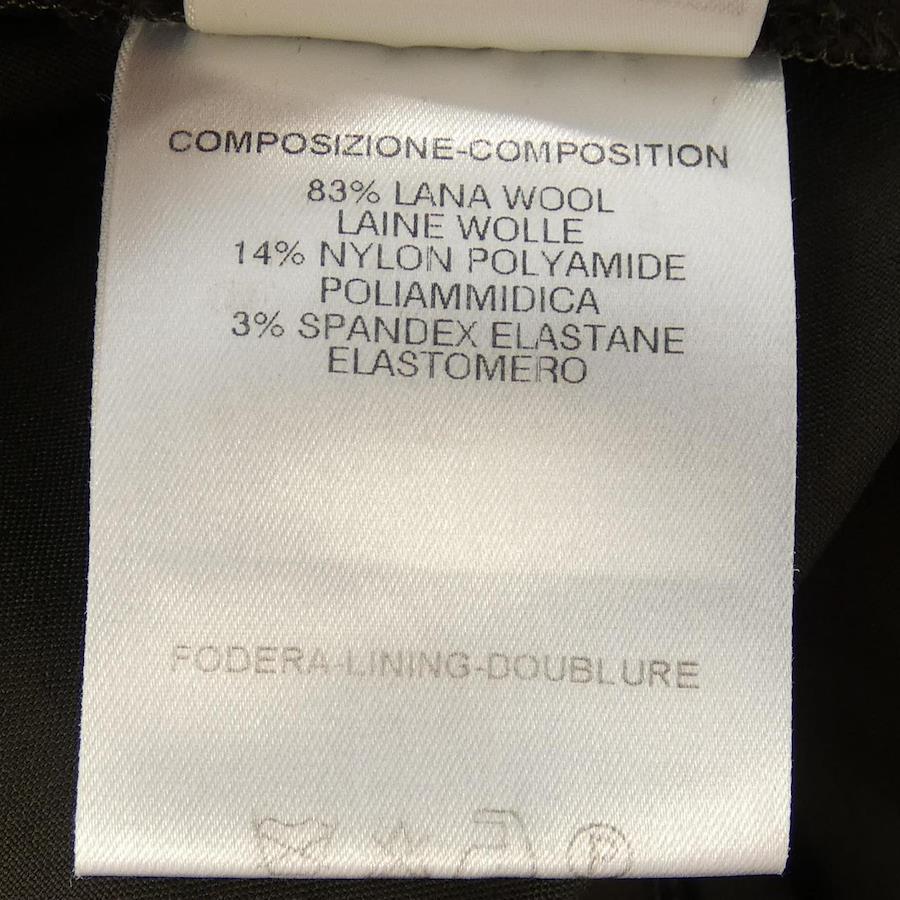 COMPOSIZIONE-COMPOSITION
83% LANA WOOL
LAINE WOLLE
14% NYLON POLYAMIDE
POLIAMMIDICA
3% SPANDEX ELASTANE
ELASTOMERO
FODERA-LINING-DOUBLURE
P